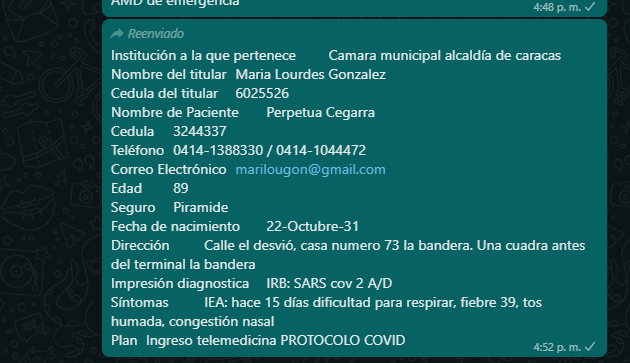 AMD de emergencia
4:48 p. m.
Reenviado
Institución a la que pertenece Camara municipal alcaldía de caracas
Nombre del titular Maria Lourdes Gonzalez
Cedula del titular 6025526
Nombre de Paciente Perpetua Cegarra
Cedula 3244337
Teléfono 0414-1388330 / 0414-1044472
Correo Electrónico marilougon@gmail.com
Edad 89
Seguro Piramide
Fecha de nacimiento 22-Octubre-31
Dirección Calle el desvió, casa numero 73 la bandera. Una cuadra antes
del terminal la bandera
Impresión diagnostica IRB: SARS cov 2 A/D
Síntomas IEA: hace 15 días dificultad para respirar, fiebre 39, tos
humada, congestión nasal
Plan Ingreso telemedicina PROTOCOLO COVID
4:52 p. m.